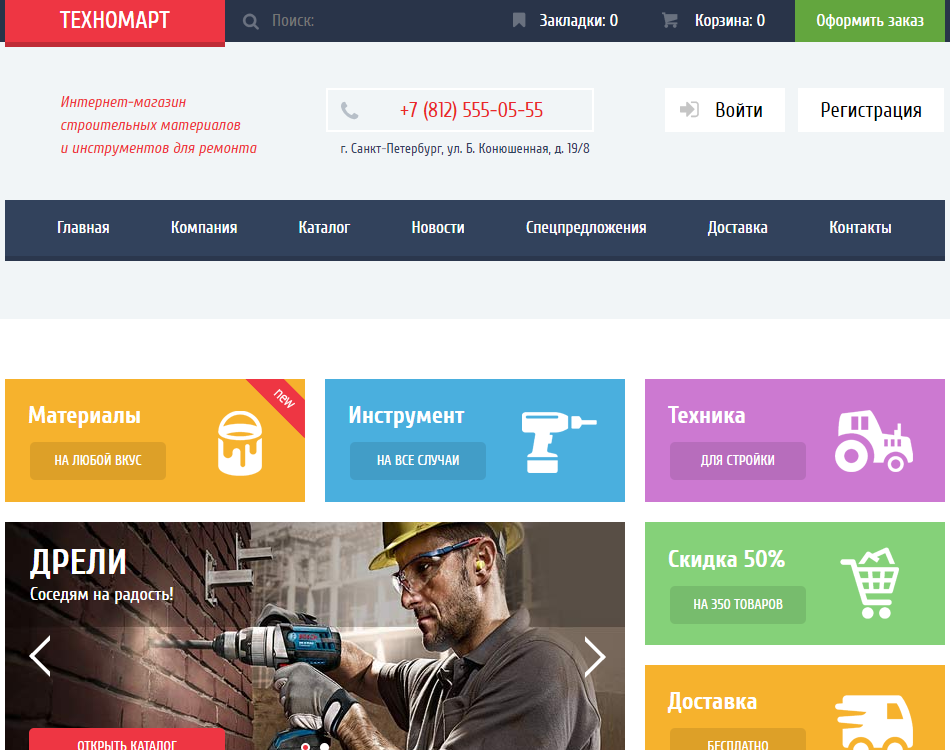 ТЕХНОМАРТ
Поиск:
Закладки: 0
Корзина: 0
Оформить заказ
Интернет-магазин
строительных материалов
и инструментов для ремонта
+7 (812) 555-05-55
г. Санкт-Петербург, ул. Б. Конюшенная, д. 19/8
Войти
Регистрация
Главная
Компания
Каталог
Новости
Спецпредложения
Доставка
Контакты
Материалы
new
НА ЛЮБОЙ ВКУС
Инструмент
НА ВСЕ СЛУЧАИ
Техника
ДЛЯ СТРОЙКИ
ДРЕЛИ
Соседям на радость!
ОТКРЫТЬ КАТАЛОГ
Скидка 50%
НА 350 ТОВАРОВ
Доставка
БЕСПЛАТНО